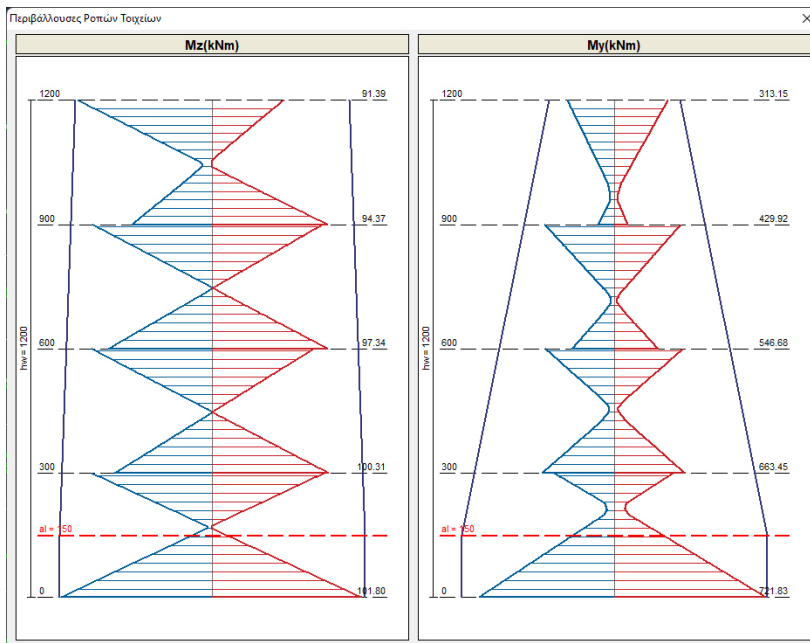 Περιβάλλουσες Ροπών Τοιχείων
Mz(kNm)
1200 91.39
900 94.37
600 97.34
hw = 1200
300 100.31
al = 150
0 101.80
My(kNm)
1200 313.15
900 429.92
600 546.68
hw = 1200
300 663.45
al = 150
0 721.83